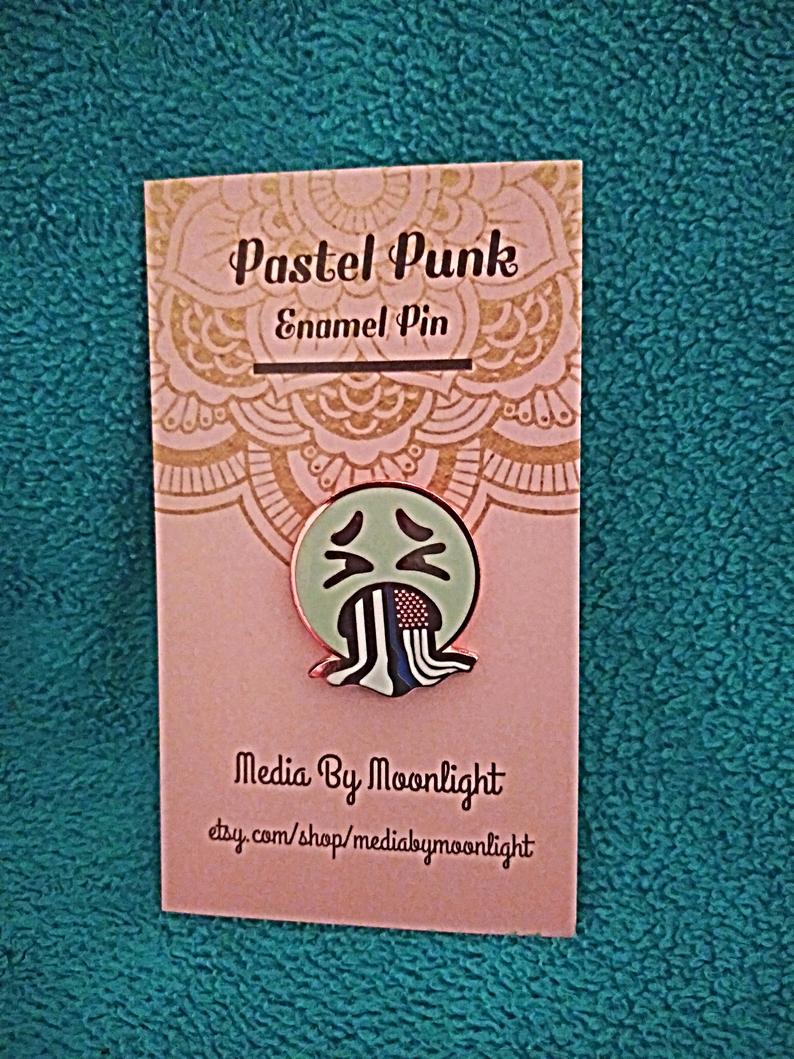 Pastel Punk
Enamel Pin
Media By Moonlight
etsy.com/shop/mediabymoonlight